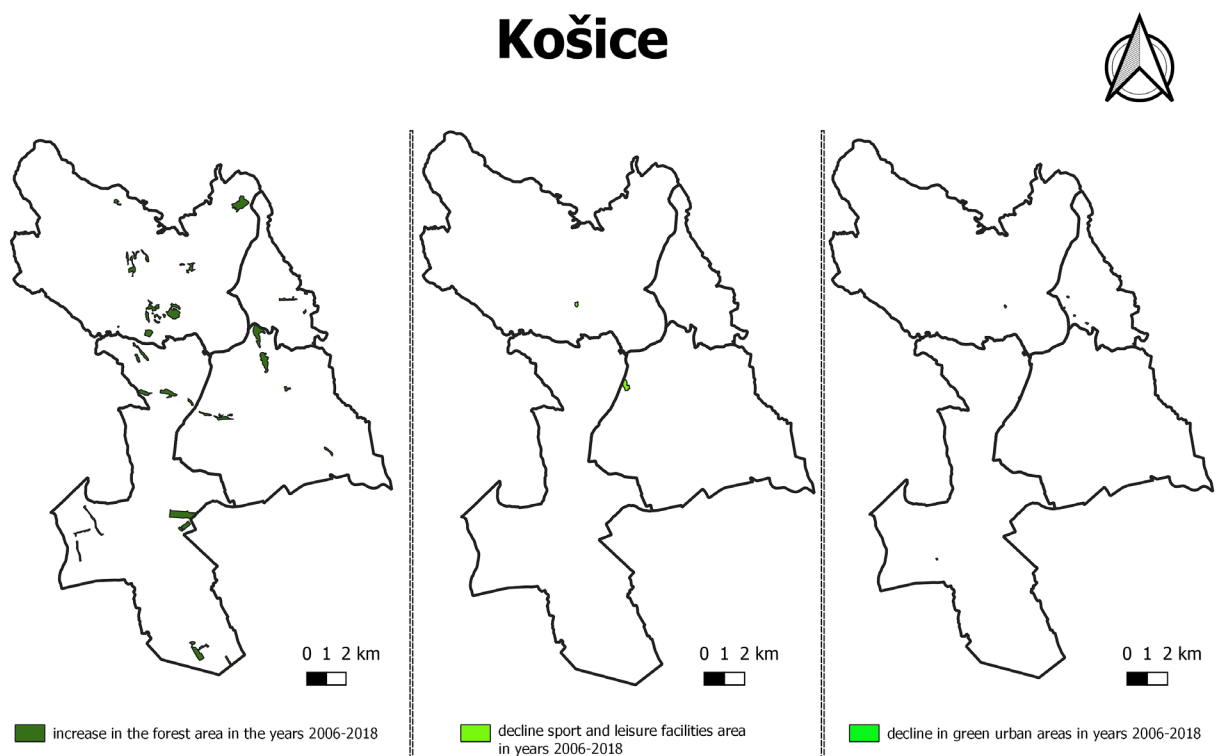 Košice
0 1 2 km
0 1 2 km
0 1 2 km
increase in the forest area in the years 2006-2018
decline sport and leisure facilities area
in years 2006-2018
decline in green urban areas in years 2006-2018